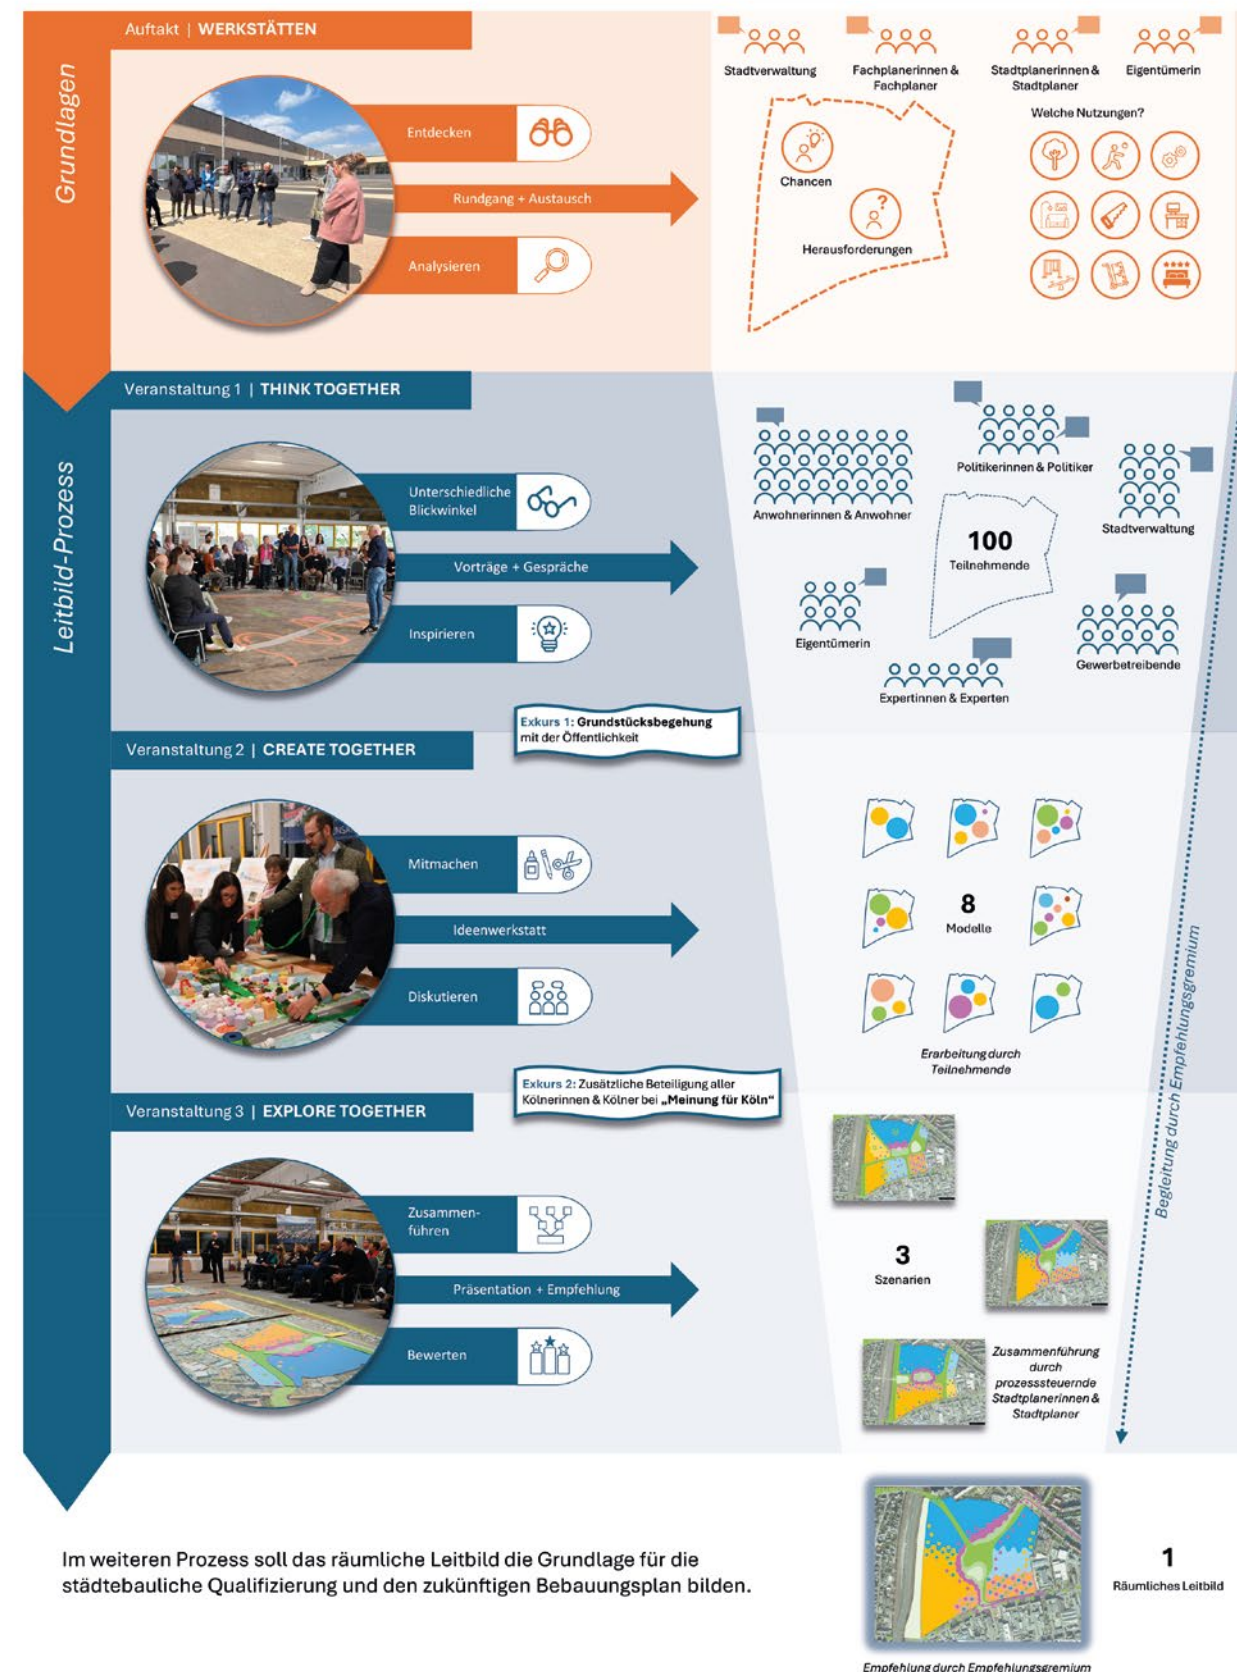 Grundlagen
Auftakt | WERKSTÄTTEN
Entdecken
Rundgang + Austausch
Analysieren
Stadtverwaltung
Fachplanerinnen &
Fachplaner
Stadtplanerinnen &
Stadtplaner
Eigentümerin
Welche Nutzungen?
Chancen
?
Herausforderungen
Leitbild-Prozess
Veranstaltung 1 | THINK TOGETHER
Unterschiedliche
Blickwinkel
Vorträge + Gespräche
Inspirieren
Anwohnerinnen & Anwohner
Politikerinnen & Politiker
Stadtverwaltung
100
Teilnehmende
Eigentümerin
Gewerbetreibende
Expertinnen & Experten
Exkurs 1: Grundstücksbegehung
mit der Öffentlichkeit
Veranstaltung 2 | CREATE TOGETHER
Mitmachen
Ideenwerkstatt
Diskutieren
8
Modelle
Erarbeitung durch
Teilnehmende
Begleitung durch Empfehlungsgremium
Exkurs 2: Zusätzliche Beteiligung aller
Kölnerinnen & Kölner bei „Meinung für Köln“
Veranstaltung 3 | EXPLORE TOGETHER
Zusammen-
führen
Präsentation + Empfehlung
Bewerten
3
Szenarien
Zusammenführung
durch
prozesssteuernde
Stadtplanerinnen &
Stadtplaner
Im weiteren Prozess soll das räumliche Leitbild die Grundlage für die
städtebauliche Qualifizierung und den zukünftigen Bebauungsplan bilden.
1
Räumliches Leitbild
Empfehlung durch Empfehlungsgremium